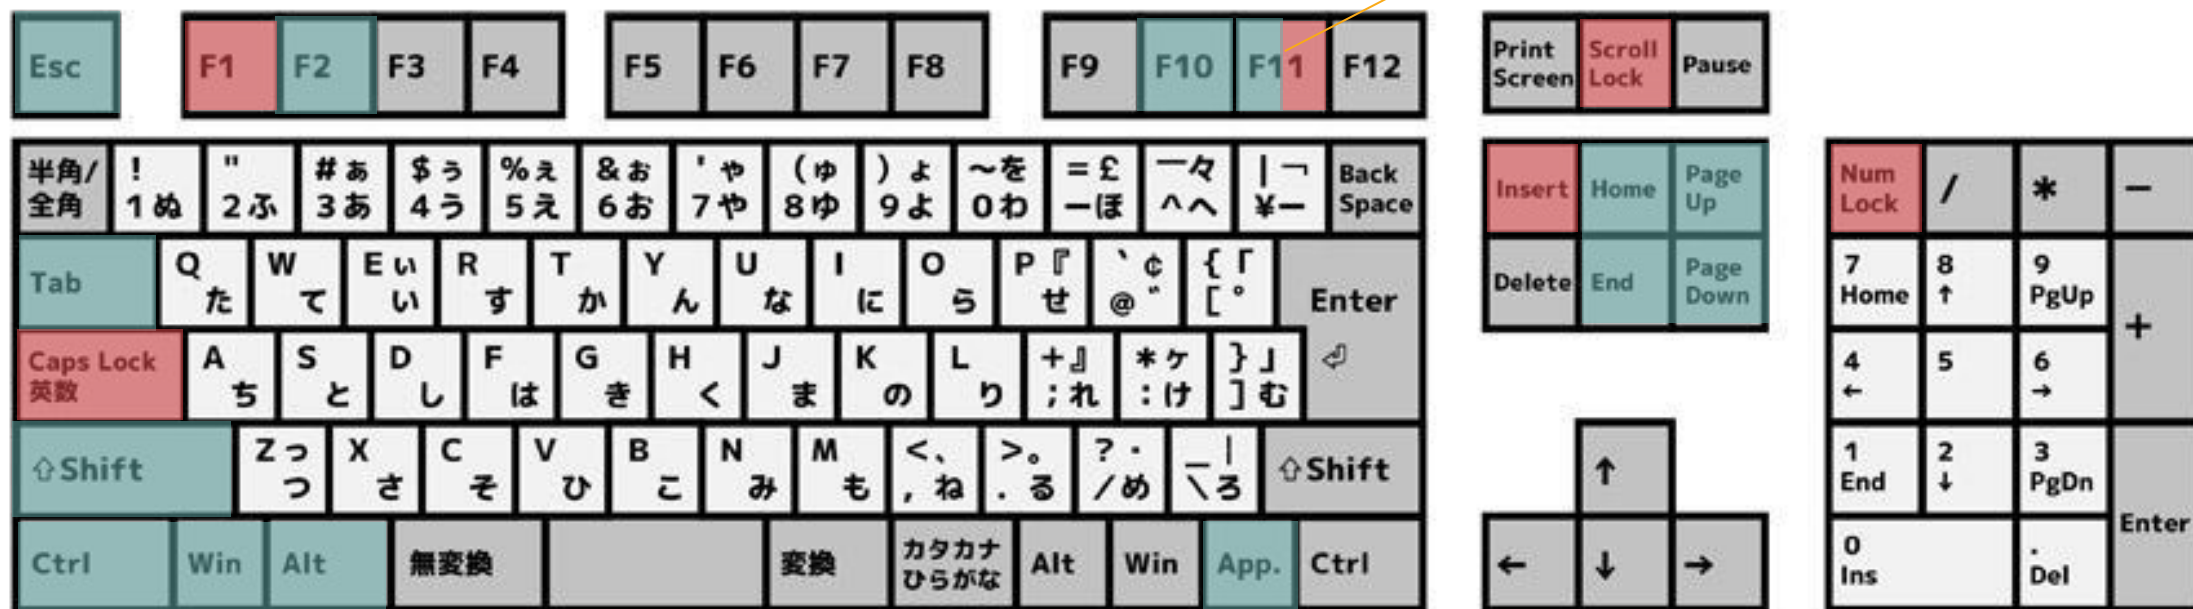 Esc F1 F2 F3 F4 F5 F6 F7 F8 F9 F10 F11 F12 Print Screen Scroll Lock Pause
半角/全角 ! 1 ぬ " 2 ふ # ぁ 3 あ $ ぅ 4 う % ぇ 5 え & ぉ 6 お ' ゃ 7 や ( ゅ 8 ゆ ) ょ 9 よ ～ を 0 わ = £ ー ほ 一 々 ^ へ | ¬ ¥ ー Back Space Insert Home Page Up Num Lock / * −
Tab Q た W て E ぃ い R す T か Y ん U な I に O ら P 『 せ ` ¢ @ ゛ { 「 [ ゜ Enter Delete End Page Down 7 Home 8 ↑ 9 PgUp +
Caps Lock 英数 A ち S と D し F は G き H く J ま K の L り + 』 ; れ * ヶ : け } 」 ] む ⏎ 4 ← 5 6 →
⇧Shift Z っ つ X さ C そ V ひ B こ N み M も < 、 , ね > 。 . る ? ・ / め _ | \ ろ ⇧Shift ↑ 1 End 2 ↓ 3 PgDn Enter
Ctrl Win Alt 無変換 変換 カタカナ ひらがな Alt Win App. Ctrl ← ↓ → 0 Ins . Del